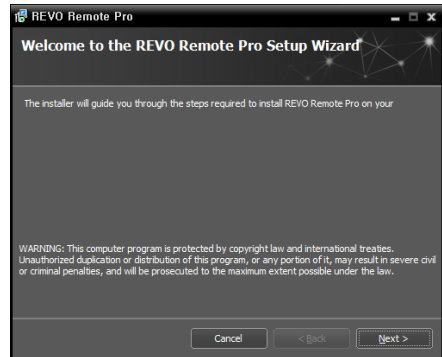 REVO Remote Pro
Welcome to the REVO Remote Pro Setup Wizard
The installer will guide you through the steps required to install REVO Remote Pro on your
WARNING: This computer program is protected by copyright law and international treaties.
Unauthorized duplication or distribution of this program, or any portion of it, may result in severe civil
or criminal penalties, and will be prosecuted to the maximum extent possible under the law.
Cancel < Back Next >